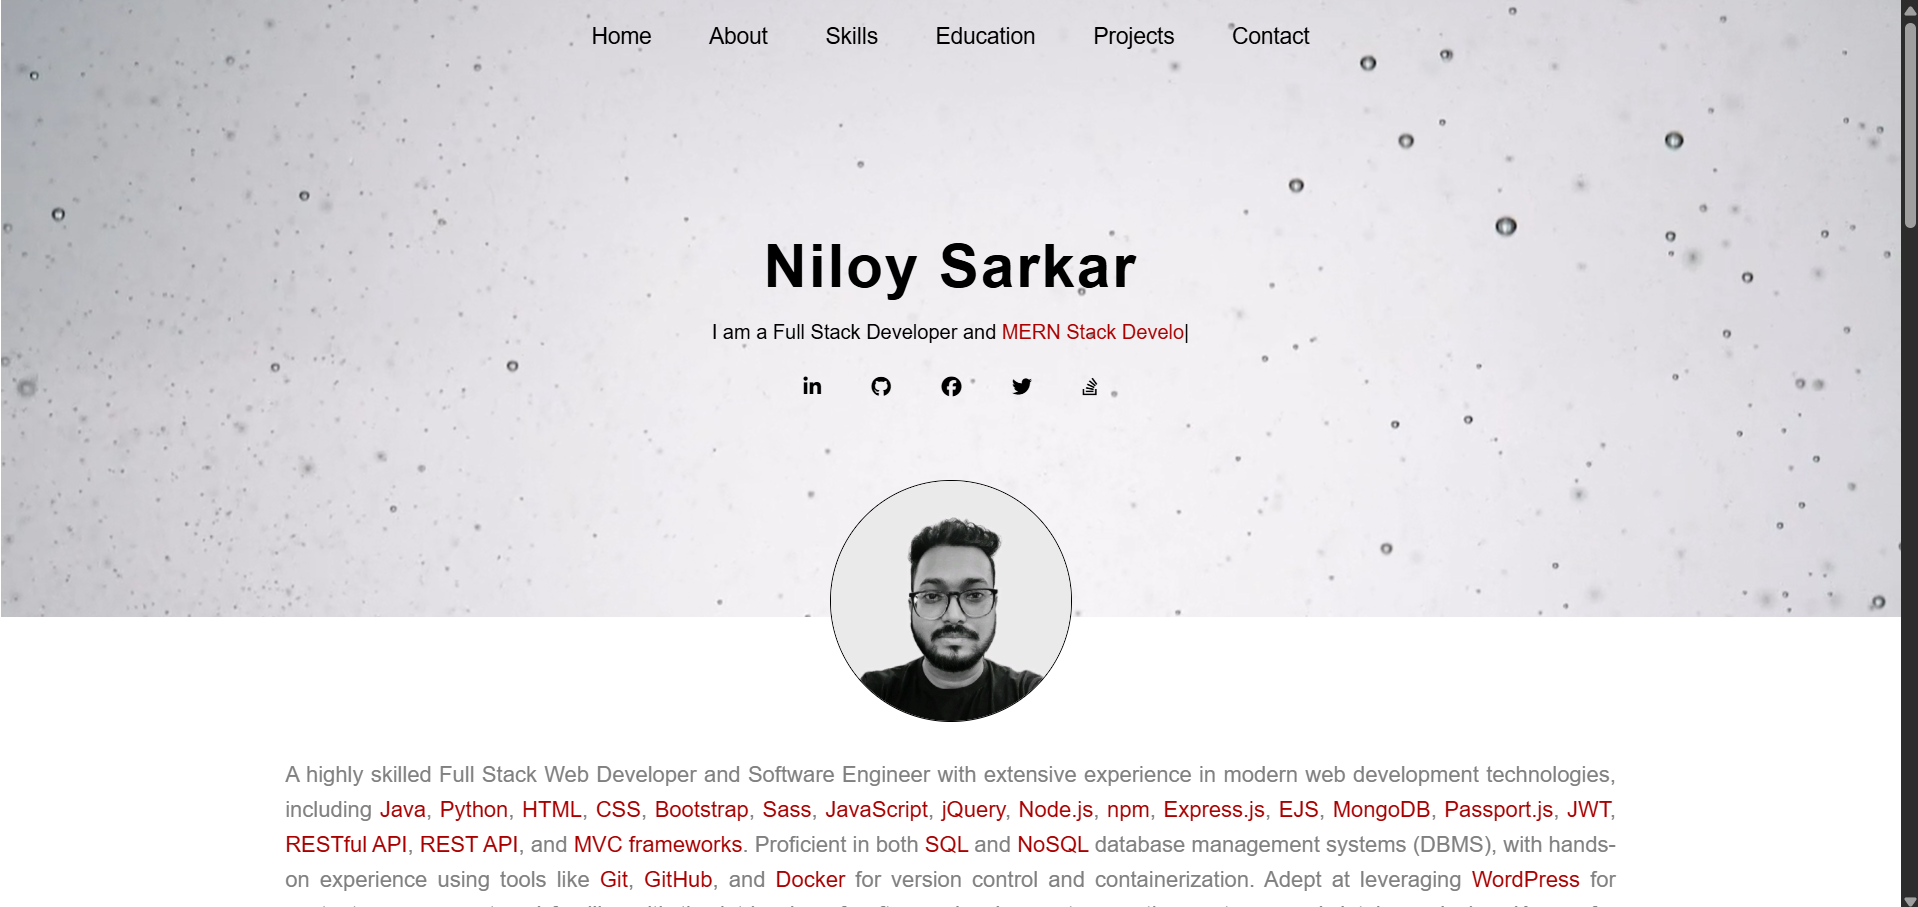 Home About Skills Education Projects Contact
Niloy Sarkar
I am a Full Stack Developer and MERN Stack Develo|
A highly skilled Full Stack Web Developer and Software Engineer with extensive experience in modern web development technologies,
including Java, Python, HTML, CSS, Bootstrap, Sass, JavaScript, jQuery, Node.js, npm, Express.js, EJS, MongoDB, Passport.js, JWT,
RESTful API, REST API, and MVC frameworks. Proficient in both SQL and NoSQL database management systems (DBMS), with hands-
on experience using tools like Git, GitHub, and Docker for version control and containerization. Adept at leveraging WordPress for